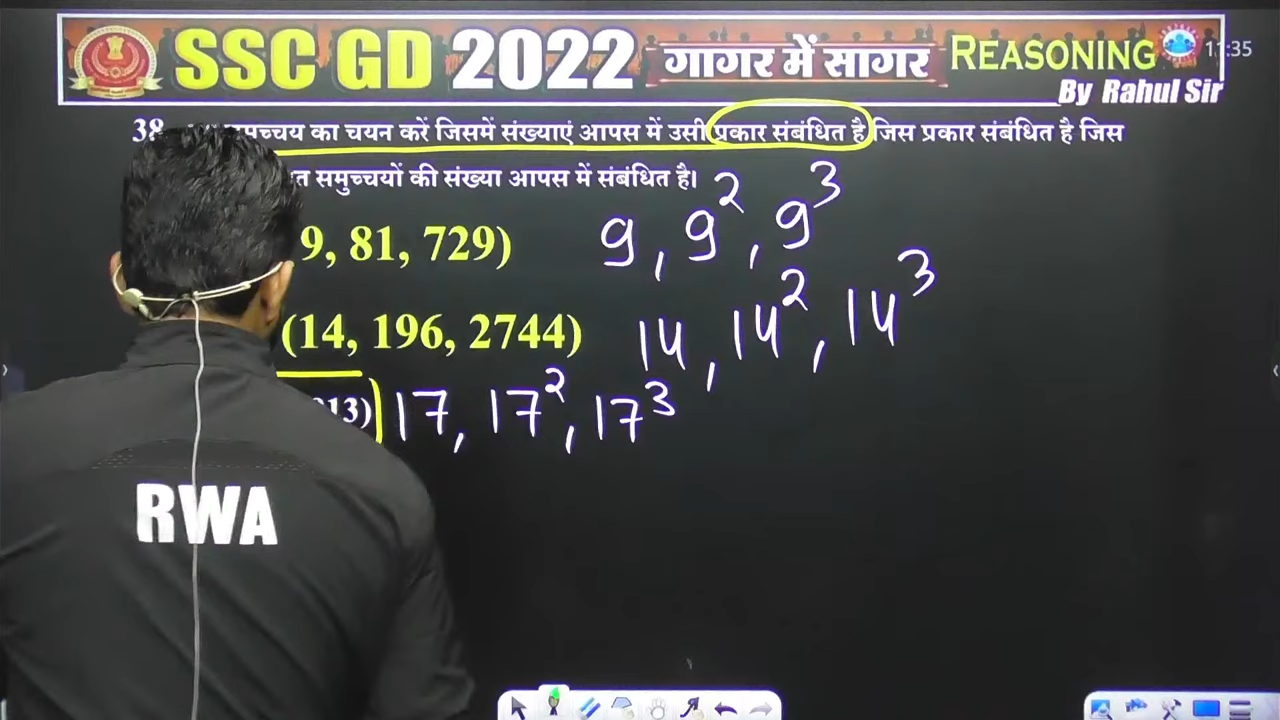 SSC GD 2022 गागर में सागर REASONING 11:35
By Rahul Sir
38 समुच्चय का चयन करें जिसमें संख्याएं आपस में उसी प्रकार संबंधित है जिस प्रकार संबंधित है जिस
त समुच्चयों की संख्या आपस में संबंधित है।
9, 81, 729) 9, 9², 9³
(14, 196, 2744) 14, 14², 14³
13) 17, 17², 17³
RWA